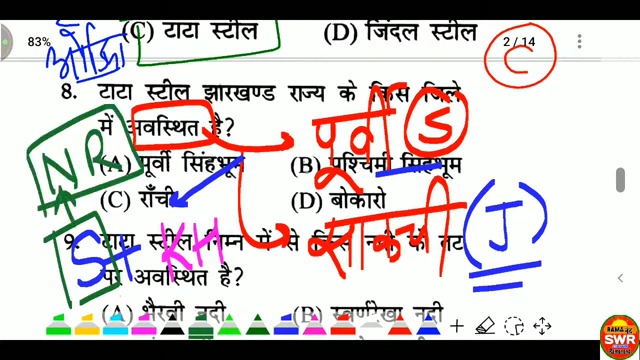 83%
ओडिशा
(C) टाटा स्टील (D) जिंदल स्टील
2/14
C
8. टाटा स्टील झारखण्ड राज्य के किस जिले
में अवस्थित है?
पूर्वी S
NR
(A) पूर्वी सिंहभूम (B) पश्चिमी सिंहभूम
(C) राँची (D) बोकारो
साकची (J)
ST KH
9. टाटा स्टील निम्न में से किस नदी की तट
पर अवस्थित है?
(A) भैरवी नदी (B) स्वर्णरेखा नदी
SWR